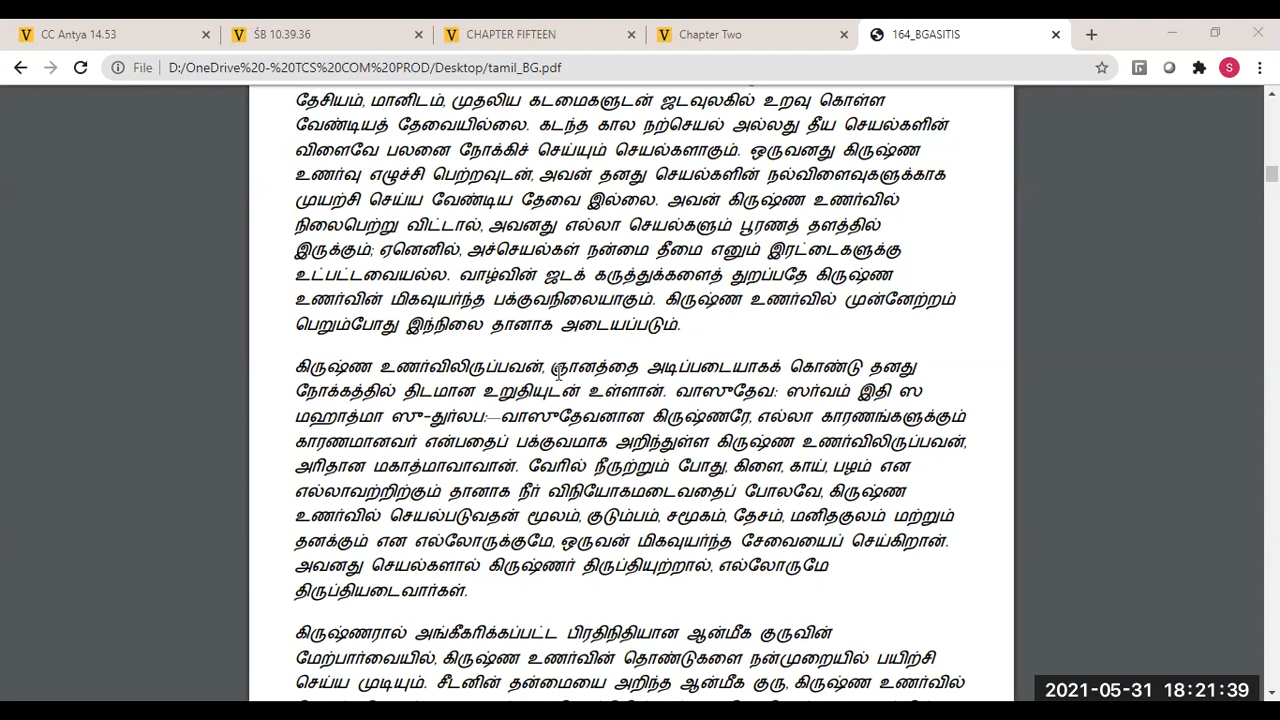 CC Antya 14.53
ŚB 10.39.36
CHAPTER FIFTEEN
Chapter Two
164_BGASITIS
File D:/OneDrive%20-%20TCS%20COM%20PROD/Desktop/tamil_BG.pdf
S
தேசியம், மானிடம், முதலிய கடமைகளுடன் ஜடவுலகில் உறவு கொள்ள
வேண்டியத் தேவையில்லை. கடந்த கால நற்செயல் அல்லது தீய செயல்களின்
விளைவே பலனை நோக்கிச் செய்யும் செயல்களாகும். ஒருவனது கிருஷ்ண
உணர்வு எழுச்சி பெற்றவுடன், அவன் தனது செயல்களின் நல்விளைவுகளுக்காக
முயற்சி செய்ய வேண்டிய தேவை இல்லை. அவன் கிருஷ்ண உணர்வில்
நிலைபெற்று விட்டால், அவனது எல்லா செயல்களும் பூரணத் தளத்தில்
இருக்கும்; ஏனெனில், அச்செயல்கள் நன்மை தீமை எனும் இரட்டைகளுக்கு
உட்பட்டவையல்ல. வாழ்வின் ஜடக் கருத்துக்களைத் துறப்பதே கிருஷ்ண
உணர்வின் மிகவுயர்ந்த பக்குவநிலையாகும். கிருஷ்ண உணர்வில் முன்னேற்றம்
பெறும்போது இந்நிலை தானாக அடையப்படும்.
கிருஷ்ண உணர்விலிருப்பவன், ஞானத்தை அடிப்படையாகக் கொண்டு தனது
நோக்கத்தில் திடமான உறுதியுடன் உள்ளான். வாஸுதேவ: ஸர்வம் இதி ஸ
மஹாத்மா ஸு-துர்லப:—வாஸுதேவனான கிருஷ்ணரே, எல்லா காரணங்களுக்கும்
காரணமானவர் என்பதைப் பக்குவமாக அறிந்துள்ள கிருஷ்ண உணர்விலிருப்பவன்,
அரிதான மகாத்மாவாவான். வேரில் நீருற்றும் போது, கிளை, காய், பழம் என
எல்லாவற்றிற்கும் தானாக நீர் விநியோகமடைவதைப் போலவே, கிருஷ்ண
உணர்வில் செயல்படுவதன் மூலம், குடும்பம், சமூகம், தேசம், மனிதகுலம் மற்றும்
தனக்கும் என எல்லோருக்குமே, ஒருவன் மிகவுயர்ந்த சேவையைப் செய்கிறான்.
அவனது செயல்களால் கிருஷ்ணர் திருப்தியுற்றால், எல்லோருமே
திருப்தியடைவார்கள்.
கிருஷ்ணரால் அங்கீகரிக்கப்பட்ட பிரதிநிதியான ஆன்மீக குருவின்
மேற்பார்வையில், கிருஷ்ண உணர்வின் தொண்டுகளை நன்முறையில் பயிற்சி
செய்ய முடியும். சீடனின் தன்மையை அறிந்த ஆன்மீக குரு, கிருஷ்ண உணர்வில்
2021-05-31 18:21:39